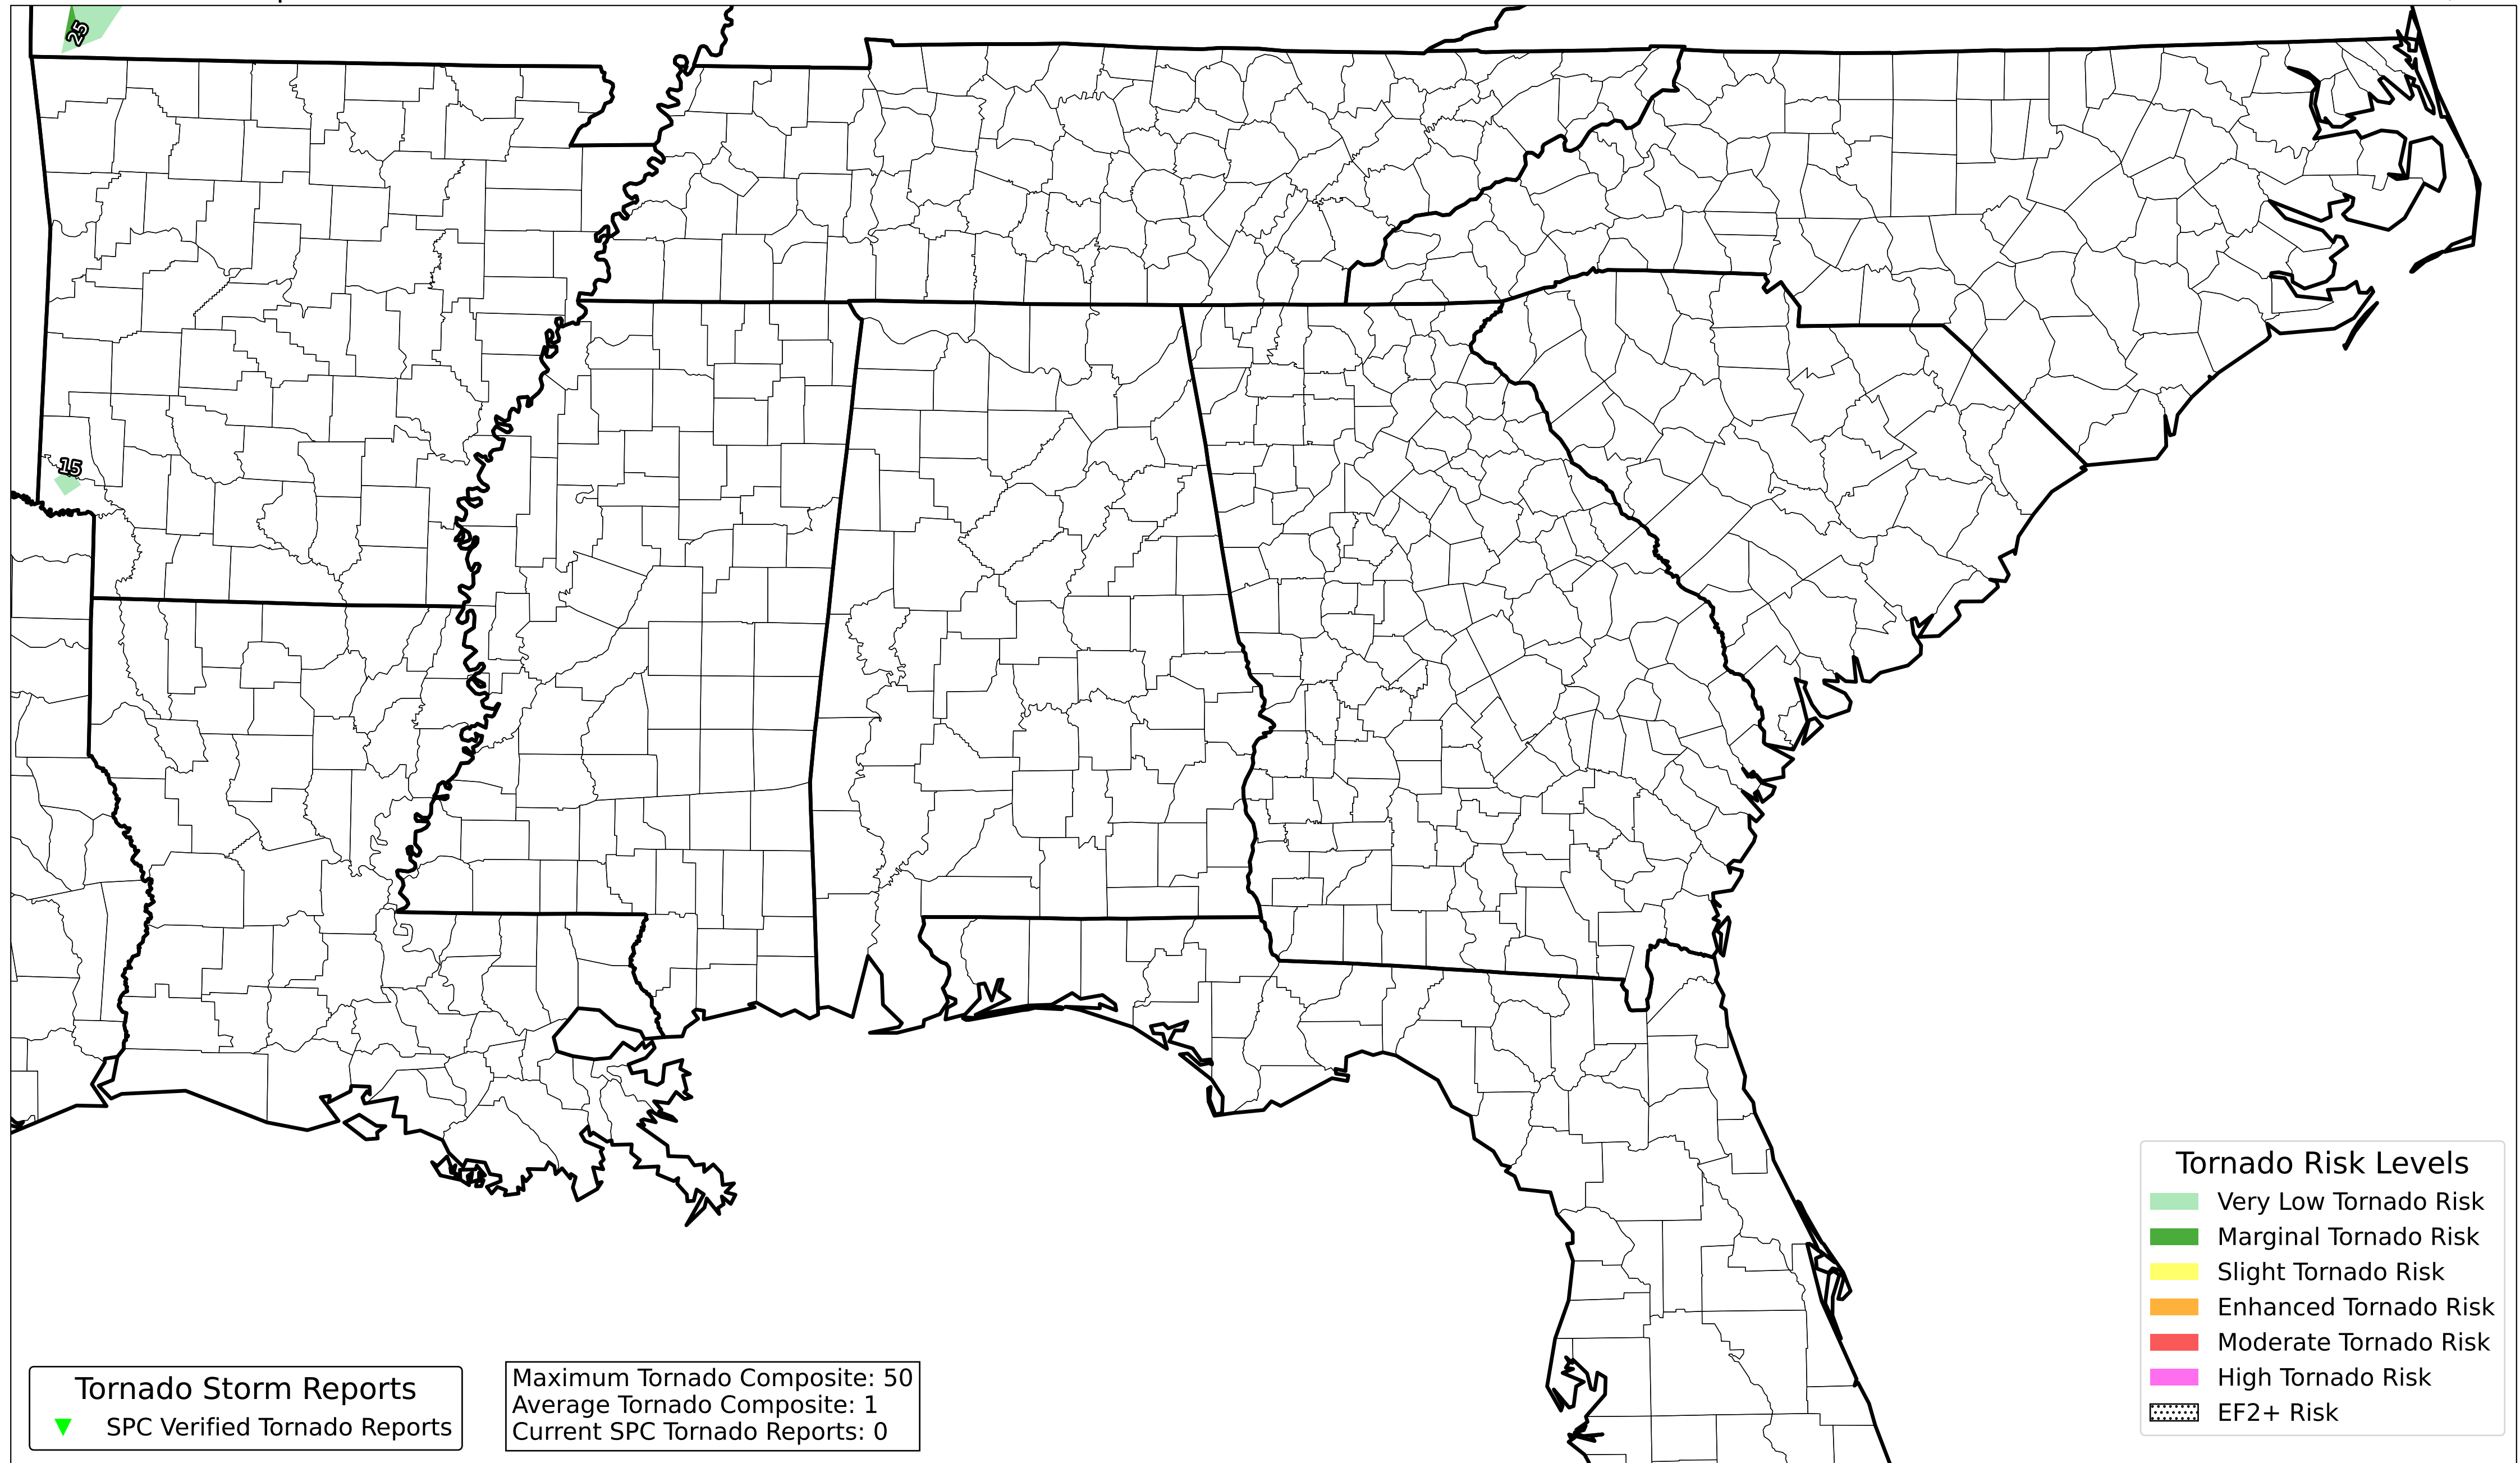 25
15
Tornado Risk Levels
Very Low Tornado Risk
Marginal Tornado Risk
Slight Tornado Risk
Enhanced Tornado Risk
Moderate Tornado Risk
High Tornado Risk
EF2+ Risk
Tornado Storm Reports
SPC Verified Tornado Reports
Maximum Tornado Composite: 50
Average Tornado Composite: 1
Current SPC Tornado Reports: 0